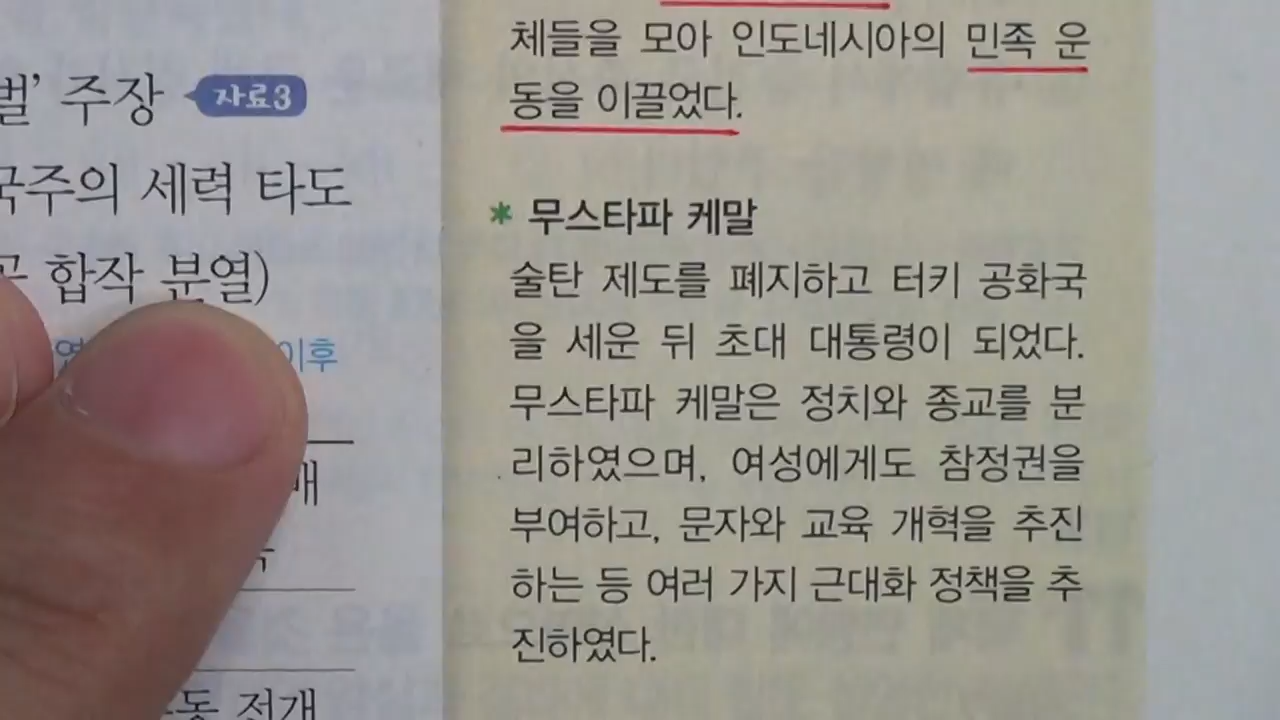 벌’ 주장 자료3
국주의 세력 타도
합작 분열)
이후
동 전개
체들을 모아 인도네시아의 민족 운
동을 이끌었다.
* 무스타파 케말
술탄 제도를 폐지하고 터키 공화국
을 세운 뒤 초대 대통령이 되었다.
무스타파 케말은 정치와 종교를 분
리하였으며, 여성에게도 참정권을
부여하고, 문자와 교육 개혁을 추진
하는 등 여러 가지 근대화 정책을 추
진하였다.